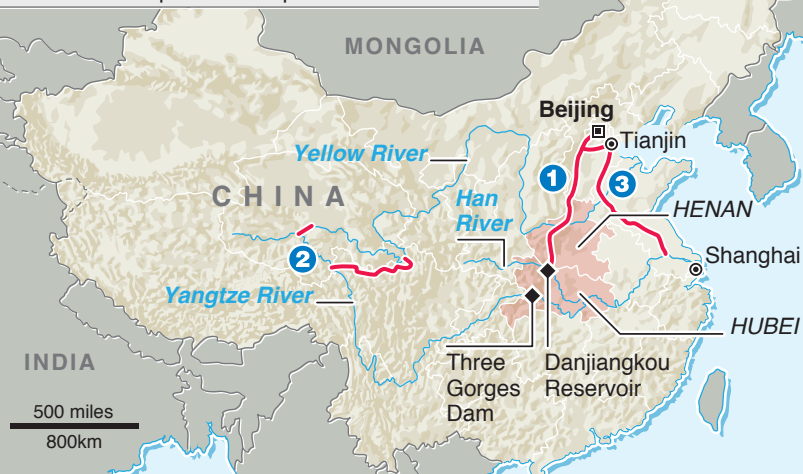 MONGOLIA
Beijing
Tianjin
Yellow River
1
3
CHINA
Han
River
HENAN
2
Shanghai
Yangtze River
HUBEI
INDIA
Three
Gorges
Dam
Danjiangkou
Reservoir
500 miles
800km